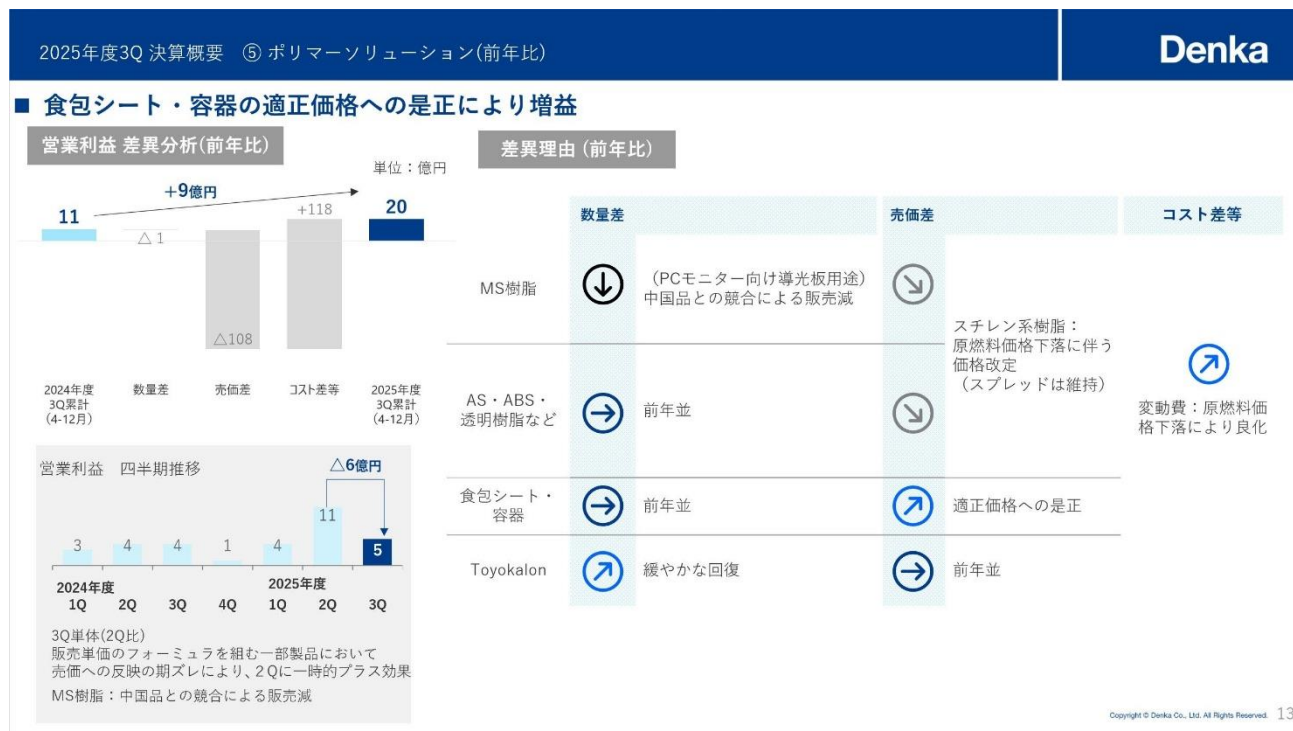 2025年度3Q 決算概要 ⑤ ポリマーソリューション(前年比)
Denka
■ 食包シート・容器の適正価格への是正により増益
営業利益 差異分析(前年比)
単位：億円
+9億円
11
△ 1
△108
+118
20
2024年度
3Q累計
(4-12月)
数量差
売価差
コスト差等
2025年度
3Q累計
(4-12月)
営業利益 四半期推移
△6億円
3
4
4
1
4
11
5
2024年度
2025年度
1Q 2Q 3Q 4Q 1Q 2Q 3Q
3Q単体(2Q比)
販売単価のフォーミュラを組む一部製品において
売価への反映の期ズレにより、２Qに一時的プラス効果
MS樹脂：中国品との競合による販売減
差異理由 (前年比)
数量差
売価差
コスト差等
MS樹脂
（PCモニター向け導光板用途）
中国品との競合による販売減
AS・ABS・
透明樹脂など
前年並
スチレン系樹脂：
原燃料価格下落に伴う
価格改定
（スプレッドは維持）
変動費：原燃料価
格下落により良化
食包シート・
容器
前年並
適正価格への是正
Toyokalon
緩やかな回復
前年並
Copyright © Denka Co., Ltd. All Rights Reserved.
13